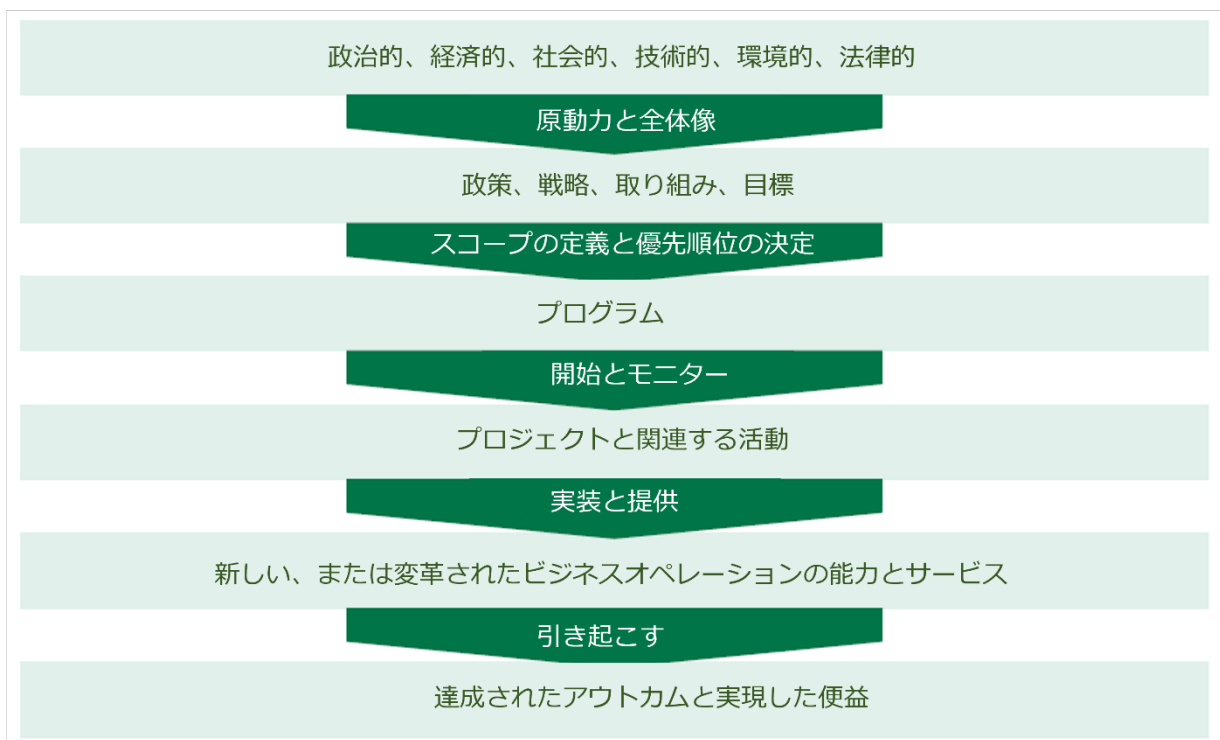 政治的、経済的、社会的、技術的、環境的、法律的
原動力と全体像
政策、戦略、取り組み、目標
スコープの定義と優先順位の決定
プログラム
開始とモニター
プロジェクトと関連する活動
実装と提供
新しい、または変革されたビジネスオペレーションの能力とサービス
引き起こす
達成されたアウトカムと実現した便益